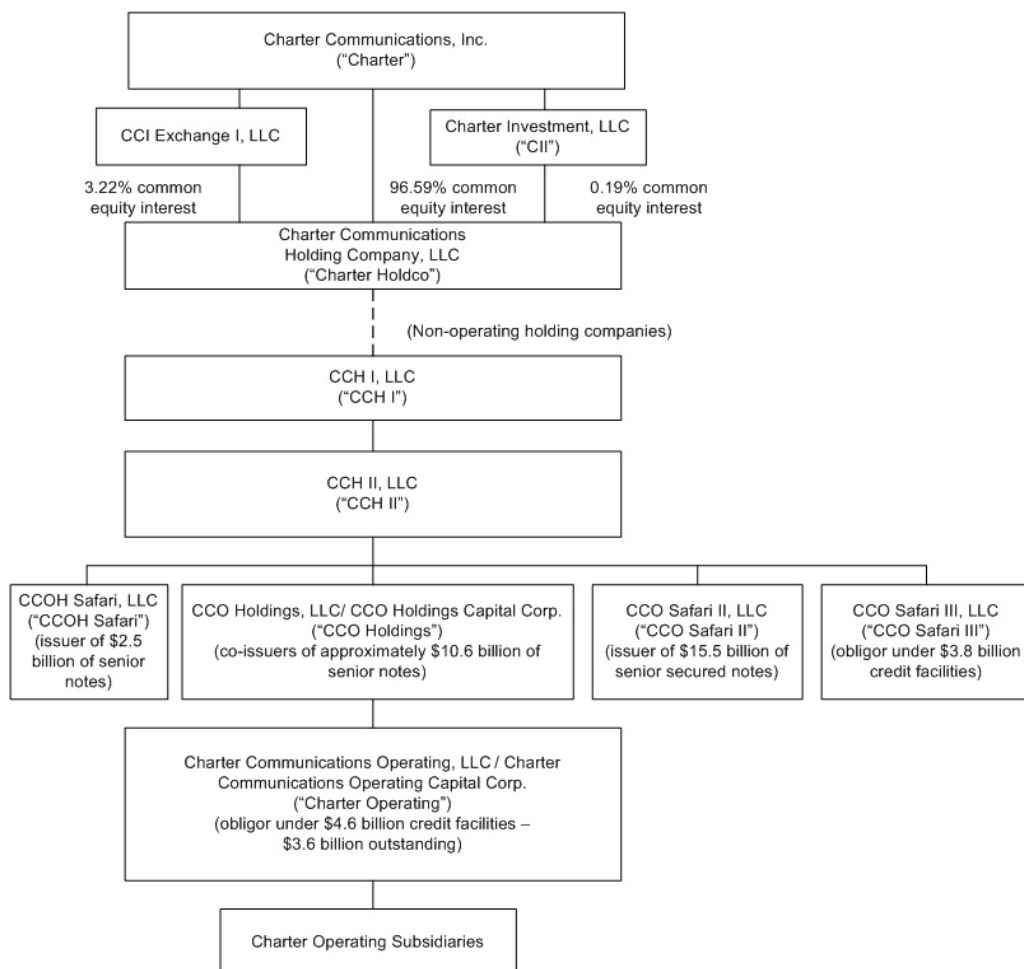 Charter Communications, Inc.
(“Charter”)
CCI Exchange I, LLC
Charter Investment, LLC
(“CII”)
3.22% common
equity interest
96.59% common
equity interest
0.19% common
equity interest
Charter Communications
Holding Company, LLC
(“Charter Holdco”)
(Non-operating holding companies)
CCH I, LLC
(“CCH I”)
CCH II, LLC
(“CCH II”)
CCOH Safari, LLC
(“CCOH Safari”)
(issuer of $2.5
billion of senior
notes)
CCO Holdings, LLC/ CCO Holdings Capital Corp.
(“CCO Holdings”)
(co-issuers of approximately $10.6 billion of
senior notes)
CCO Safari II, LLC
(“CCO Safari II”)
(issuer of $15.5 billion of
senior secured notes)
CCO Safari III, LLC
(“CCO Safari III”)
(obligor under $3.8 billion
credit facilities)
Charter Communications Operating, LLC / Charter
Communications Operating Capital Corp.
(“Charter Operating”)
(obligor under $4.6 billion credit facilities –
$3.6 billion outstanding)
Charter Operating Subsidiaries